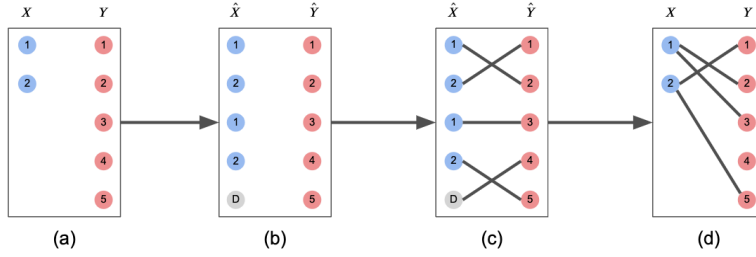 X Y X̂ Ŷ X̂ Ŷ X Y
1 1 1 1 1 1 1 1
2 2 2 2 2 2 2 2
3 1 3 1 3 3
4 2 4 2 4 4
5 D 5 D 5 5
(a) (b) (c) (d)